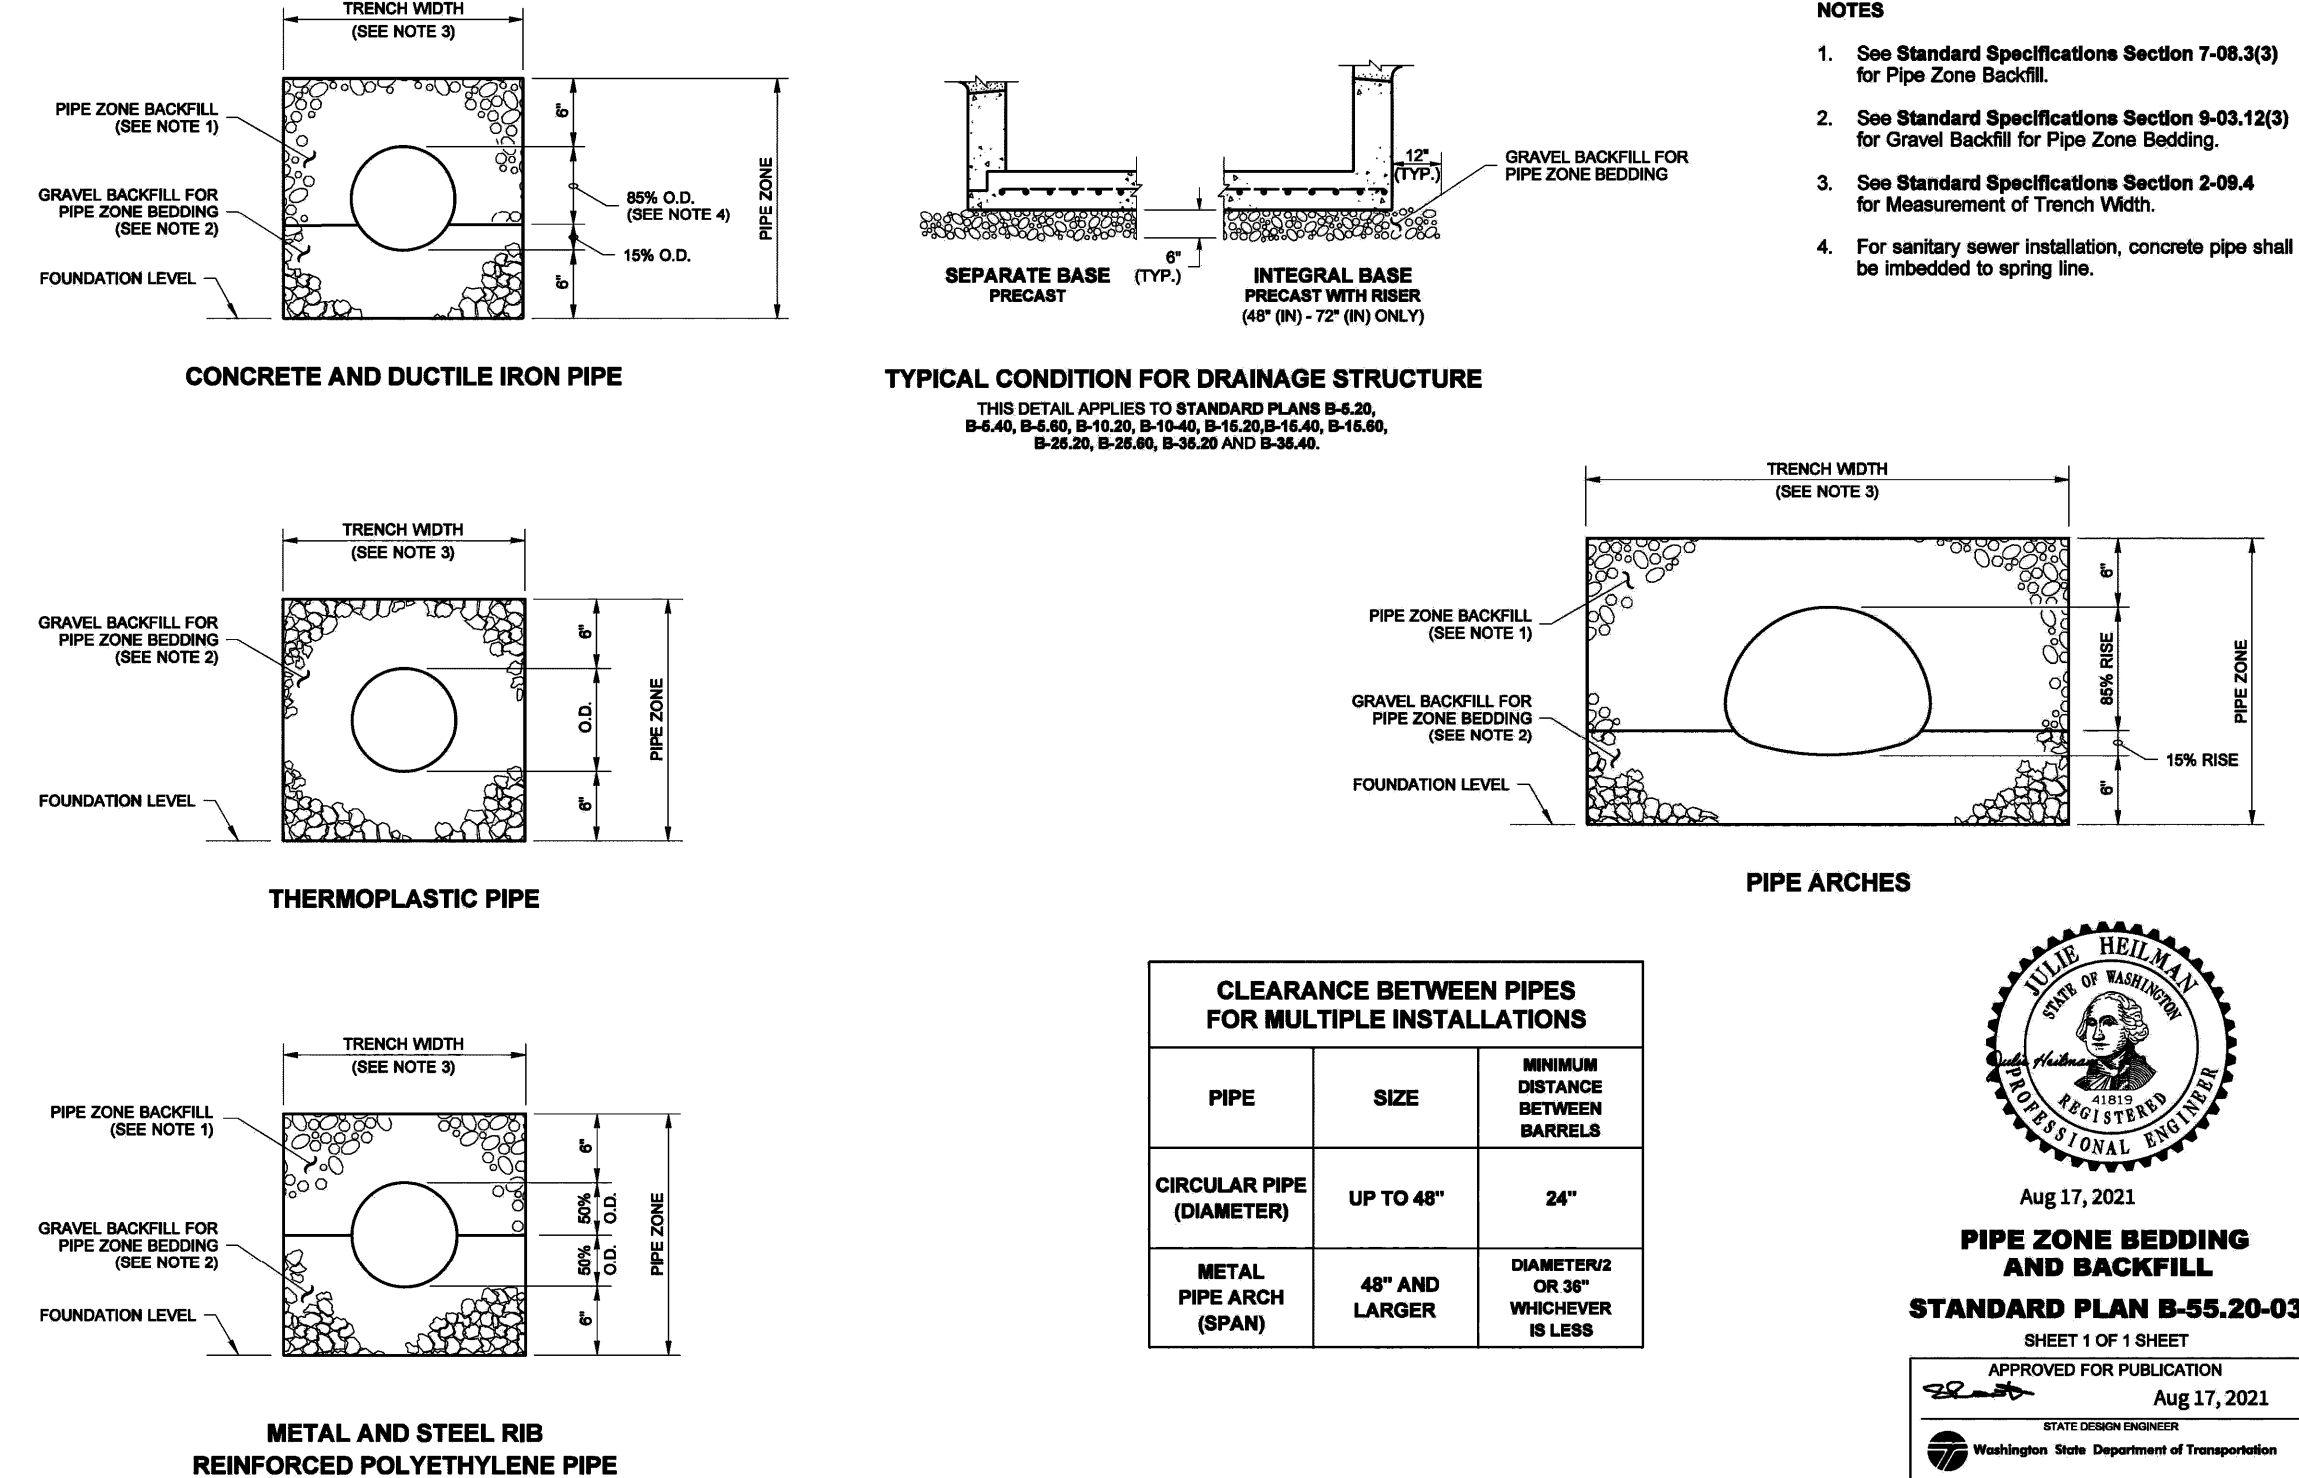 TRENCH WIDTH
(SEE NOTE 3)
PIPE ZONE BACKFILL
(SEE NOTE 1)
GRAVEL BACKFILL FOR
PIPE ZONE BEDDING
(SEE NOTE 2)
FOUNDATION LEVEL
6"
85% O.D.
(SEE NOTE 4)
15% O.D.
6"
PIPE ZONE
CONCRETE AND DUCTILE IRON PIPE
12"
(TYP.)
GRAVEL BACKFILL FOR
PIPE ZONE BEDDING
6"
(TYP.)
SEPARATE BASE
PRECAST
INTEGRAL BASE
PRECAST WITH RISER
(48" (IN) - 72" (IN) ONLY)
TYPICAL CONDITION FOR DRAINAGE STRUCTURE
THIS DETAIL APPLIES TO STANDARD PLANS B-5.20,
B-5.40, B-5.60, B-10.20, B-10-40, B-15.20,B-15.40, B-15.60,
B-25.20, B-25.60, B-35.20 AND B-35.40.
NOTES
1. See Standard Specifications Section 7-08.3(3)
for Pipe Zone Backfill.
2. See Standard Specifications Section 9-03.12(3)
for Gravel Backfill for Pipe Zone Bedding.
3. See Standard Specifications Section 2-09.4
for Measurement of Trench Width.
4. For sanitary sewer installation, concrete pipe shall
be imbedded to spring line.
TRENCH WIDTH
(SEE NOTE 3)
GRAVEL BACKFILL FOR
PIPE ZONE BEDDING
(SEE NOTE 2)
FOUNDATION LEVEL
6"
O.D.
6"
PIPE ZONE
THERMOPLASTIC PIPE
TRENCH WIDTH
(SEE NOTE 3)
PIPE ZONE BACKFILL
(SEE NOTE 1)
GRAVEL BACKFILL FOR
PIPE ZONE BEDDING
(SEE NOTE 2)
FOUNDATION LEVEL
6"
85% RISE
15% RISE
6"
PIPE ZONE
PIPE ARCHES
TRENCH WIDTH
(SEE NOTE 3)
PIPE ZONE BACKFILL
(SEE NOTE 1)
GRAVEL BACKFILL FOR
PIPE ZONE BEDDING
(SEE NOTE 2)
FOUNDATION LEVEL
6"
50%
O.D.
50%
O.D.
6"
PIPE ZONE
METAL AND STEEL RIB
REINFORCED POLYETHYLENE PIPE
CLEARANCE BETWEEN PIPES
FOR MULTIPLE INSTALLATIONS
PIPE
SIZE
MINIMUM
DISTANCE
BETWEEN
BARRELS
CIRCULAR PIPE
(DIAMETER)
UP TO 48"
24"
METAL
PIPE ARCH
(SPAN)
48" AND
LARGER
DIAMETER/2
OR 36"
WHICHEVER
IS LESS
JULIE HEILMAN
STATE OF WASHINGTON
Julie Heilman
41819
REGISTERED
PROFESSIONAL ENGINEER
Aug 17, 2021
PIPE ZONE BEDDING
AND BACKFILL
STANDARD PLAN B-55.20-03
SHEET 1 OF 1 SHEET
APPROVED FOR PUBLICATION
Aug 17, 2021
STATE DESIGN ENGINEER
Washington State Department of Transportation